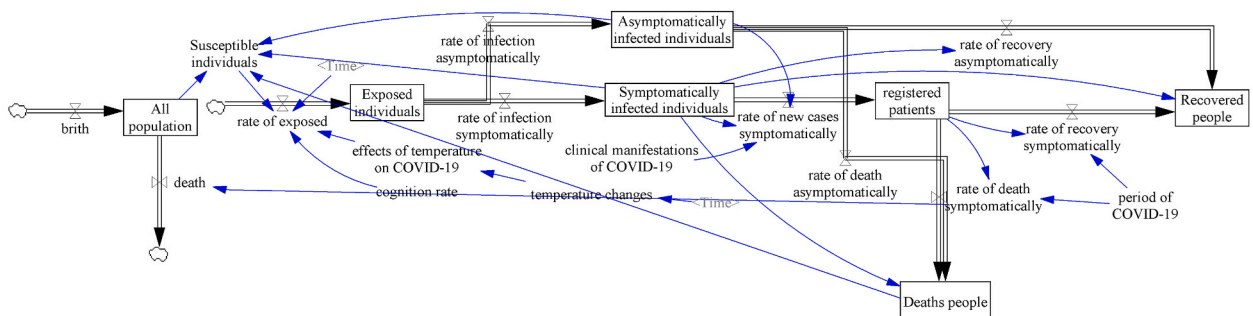 Asymptomatically
infected individuals
rate of infection
asymptomatically
rate of recovery
asymptomatically
Susceptible
individuals
<Time>
Exposed
individuals
Symptomatically
infected individuals
registered
patients
Recovered
people
All
population
brith
rate of exposed
rate of infection
symptomatically
rate of new cases
symptomatically
rate of recovery
symptomatically
effects of temperature
on COVID-19
clinical manifestations
of COVID-19
rate of death
asymptomatically
death
cognition rate
temperature changes
<Time>
rate of death
symptomatically
period of
COVID-19
Deaths people